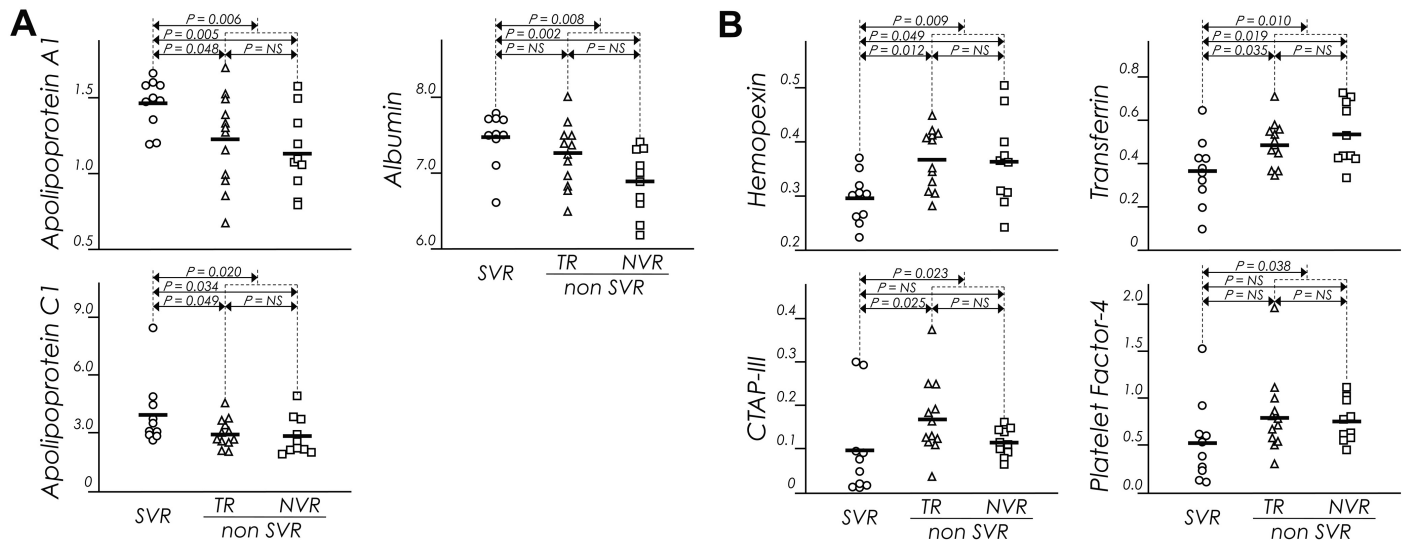 A
P = 0.006
P = 0.005
P = 0.048
P = NS
Apolipoprotein A1
1.5
1.0
0.5
P = 0.008
P = 0.002
P = NS
P = NS
Albumin
8.0
7.0
6.0
SVR
TR
NVR
non SVR
P = 0.020
P = 0.034
P = 0.049
P = NS
Apolipoprotein C1
9.0
6.0
3.0
0
SVR
TR
NVR
non SVR
B
P = 0.009
P = 0.049
P = 0.012
P = NS
Hemopexin
0.5
0.4
0.3
0.2
P = 0.010
P = 0.019
P = 0.035
P = NS
Transferrin
0.8
0.6
0.4
0.2
0
P = 0.023
P = NS
P = 0.025
P = NS
CTAP-III
0.4
0.3
0.2
0.1
0
SVR
TR
NVR
non SVR
P = 0.038
P = NS
P = NS
P = NS
Platelet Factor-4
2.0
1.5
1.0
0.5
0.0
SVR
TR
NVR
non SVR